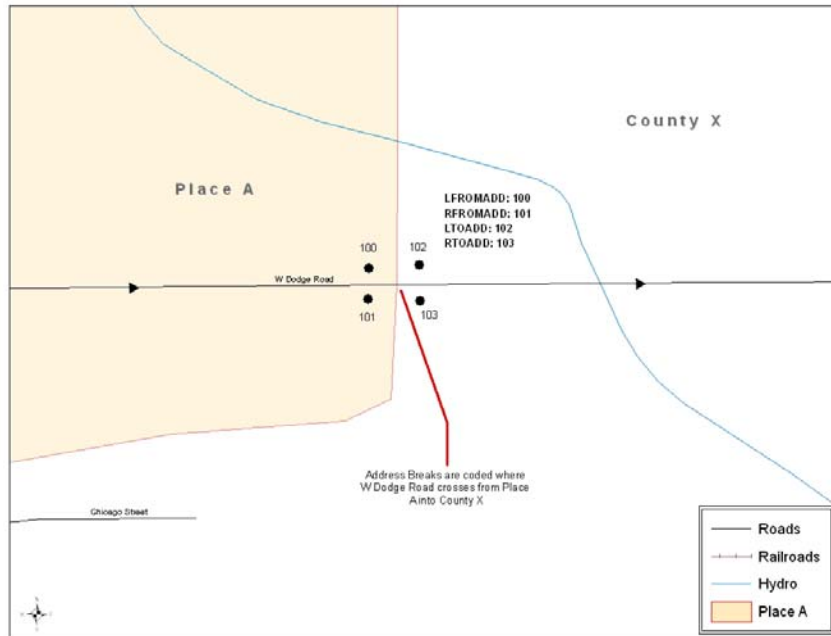 County X
Place A
LFROMADD: 100
RFROMADD: 101
LTOADD: 102
RTOADD: 103
100
102
W Dodge Road
101
103
Address Breaks are coded where
W Dodge Road crosses from Place
Ainto County X
Chicago Street
Roads
Railroads
Hydro
Place A